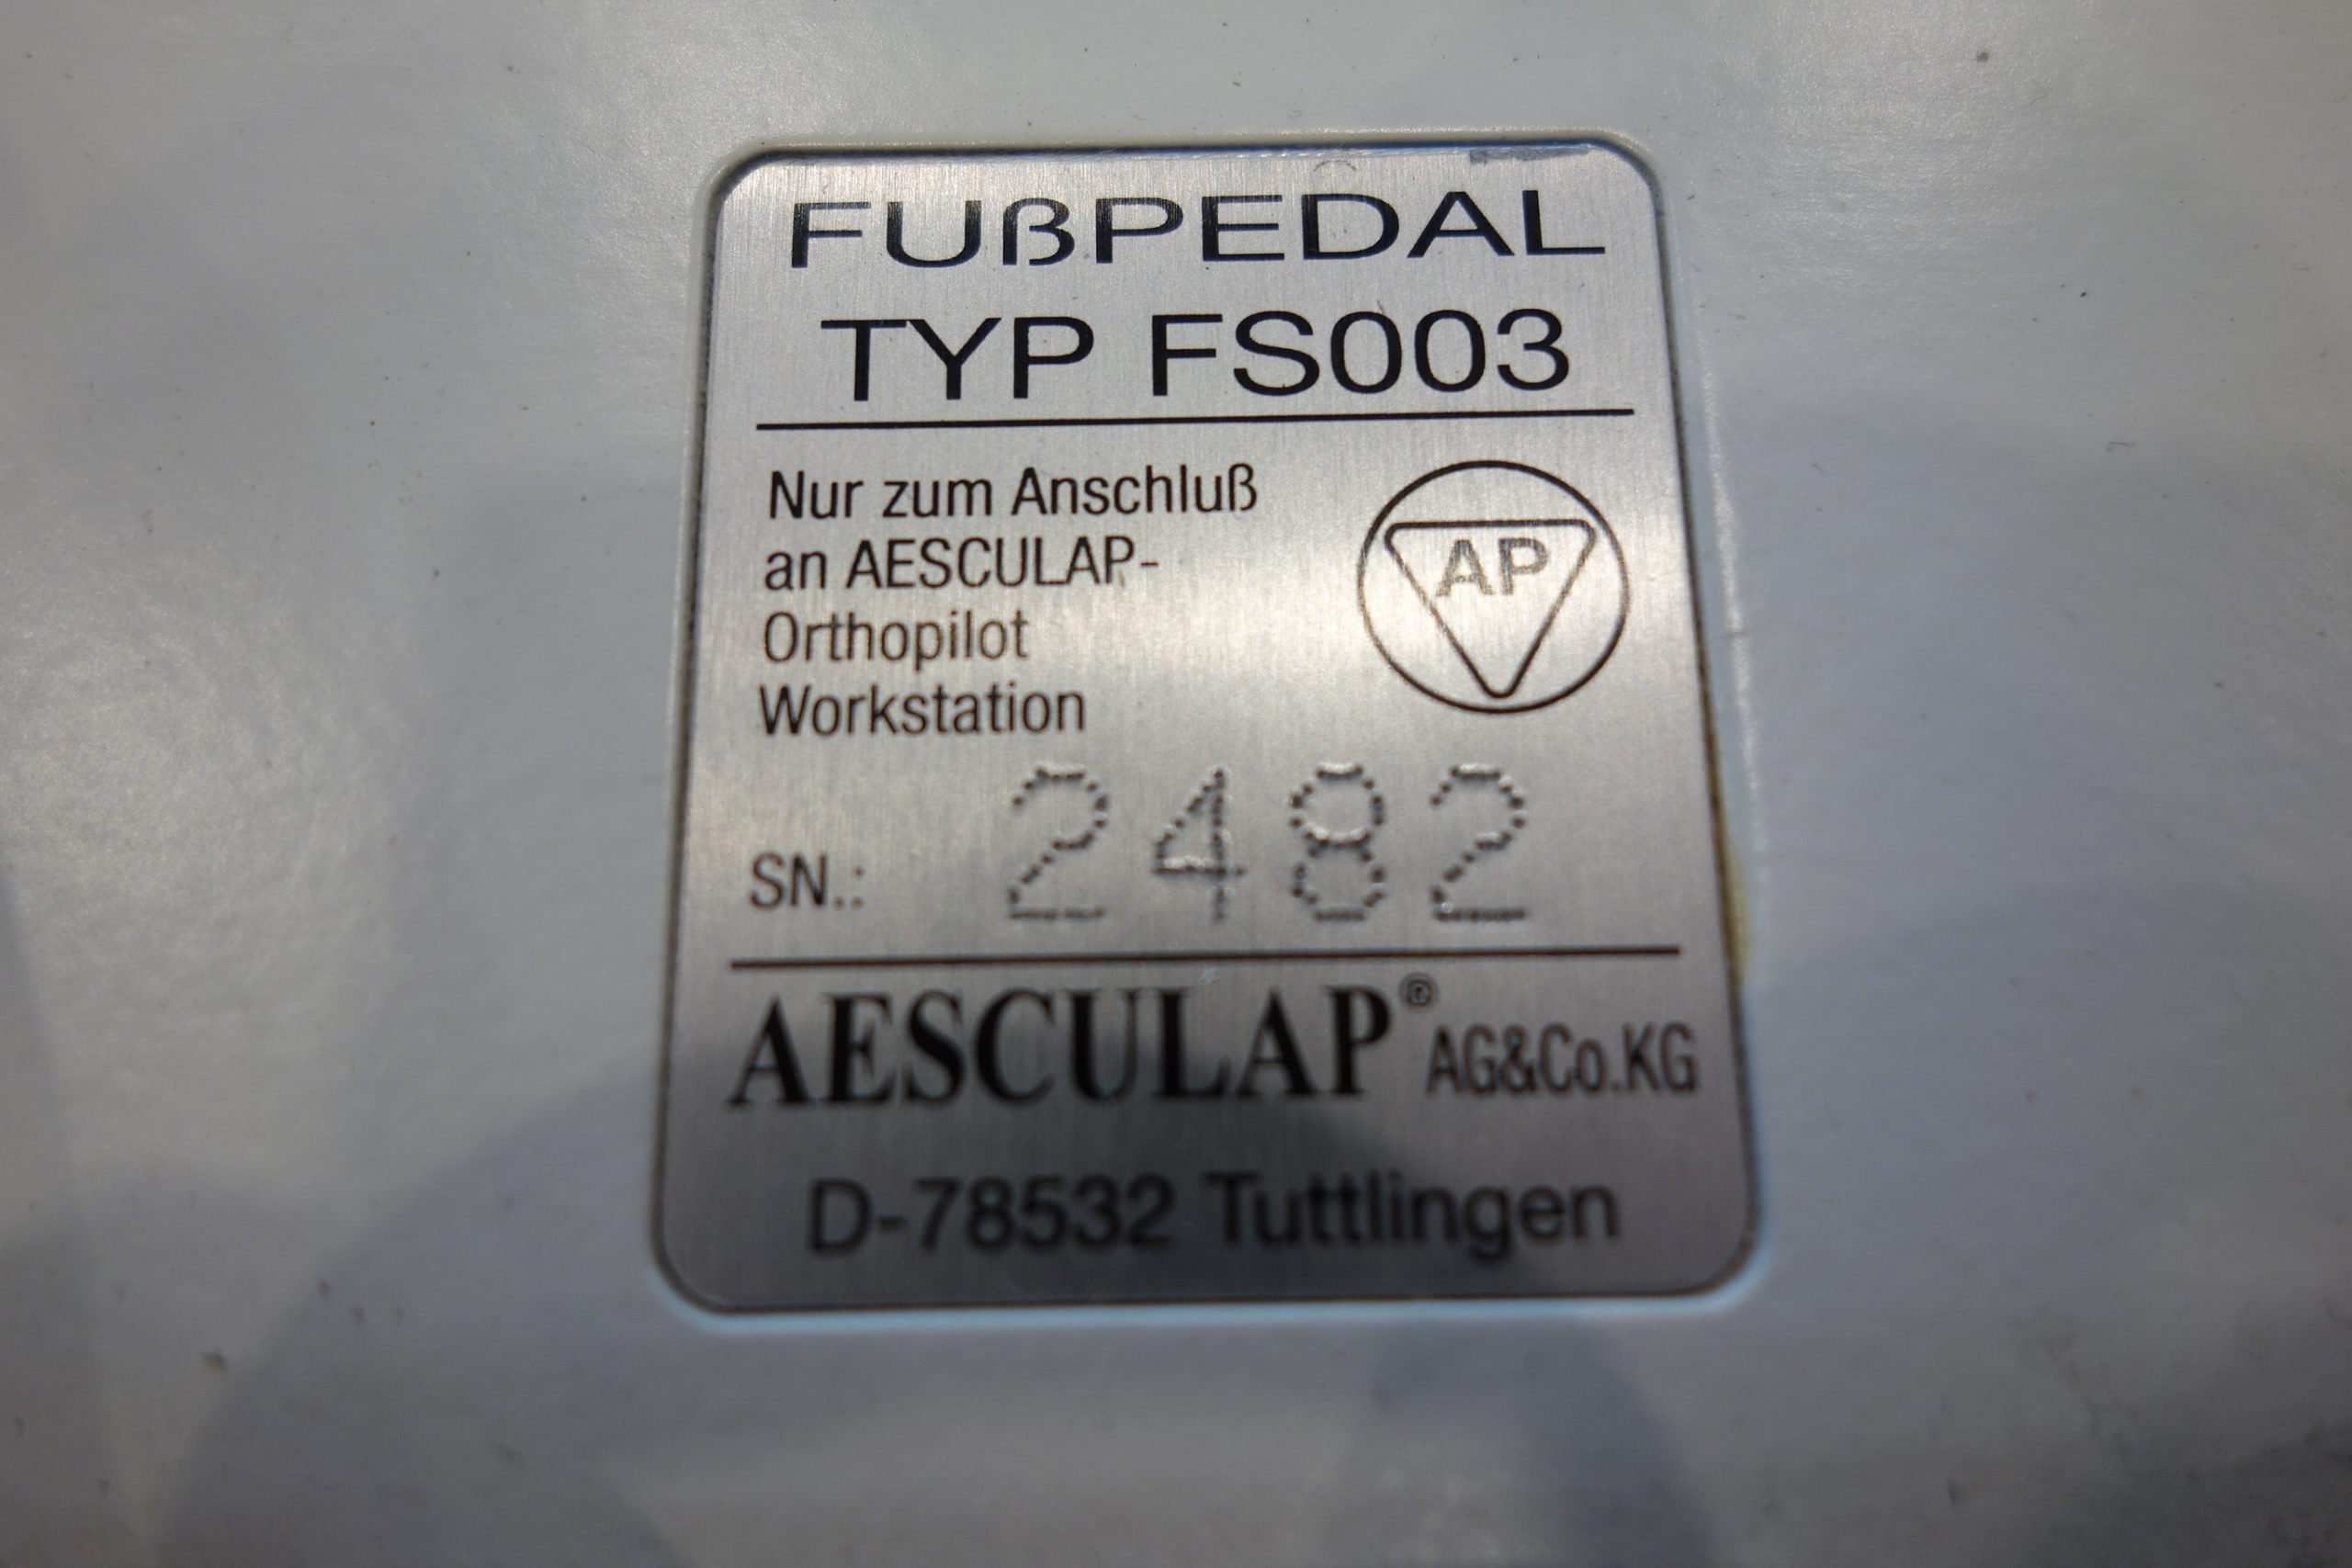 FUßPEDAL
TYP FS003
Nur zum Anschluß
an AESCULAP-
Orthopilot
Workstation
AP
SN.: 2482
AESCULAP® AG&Co.KG
D-78532 Tuttlingen